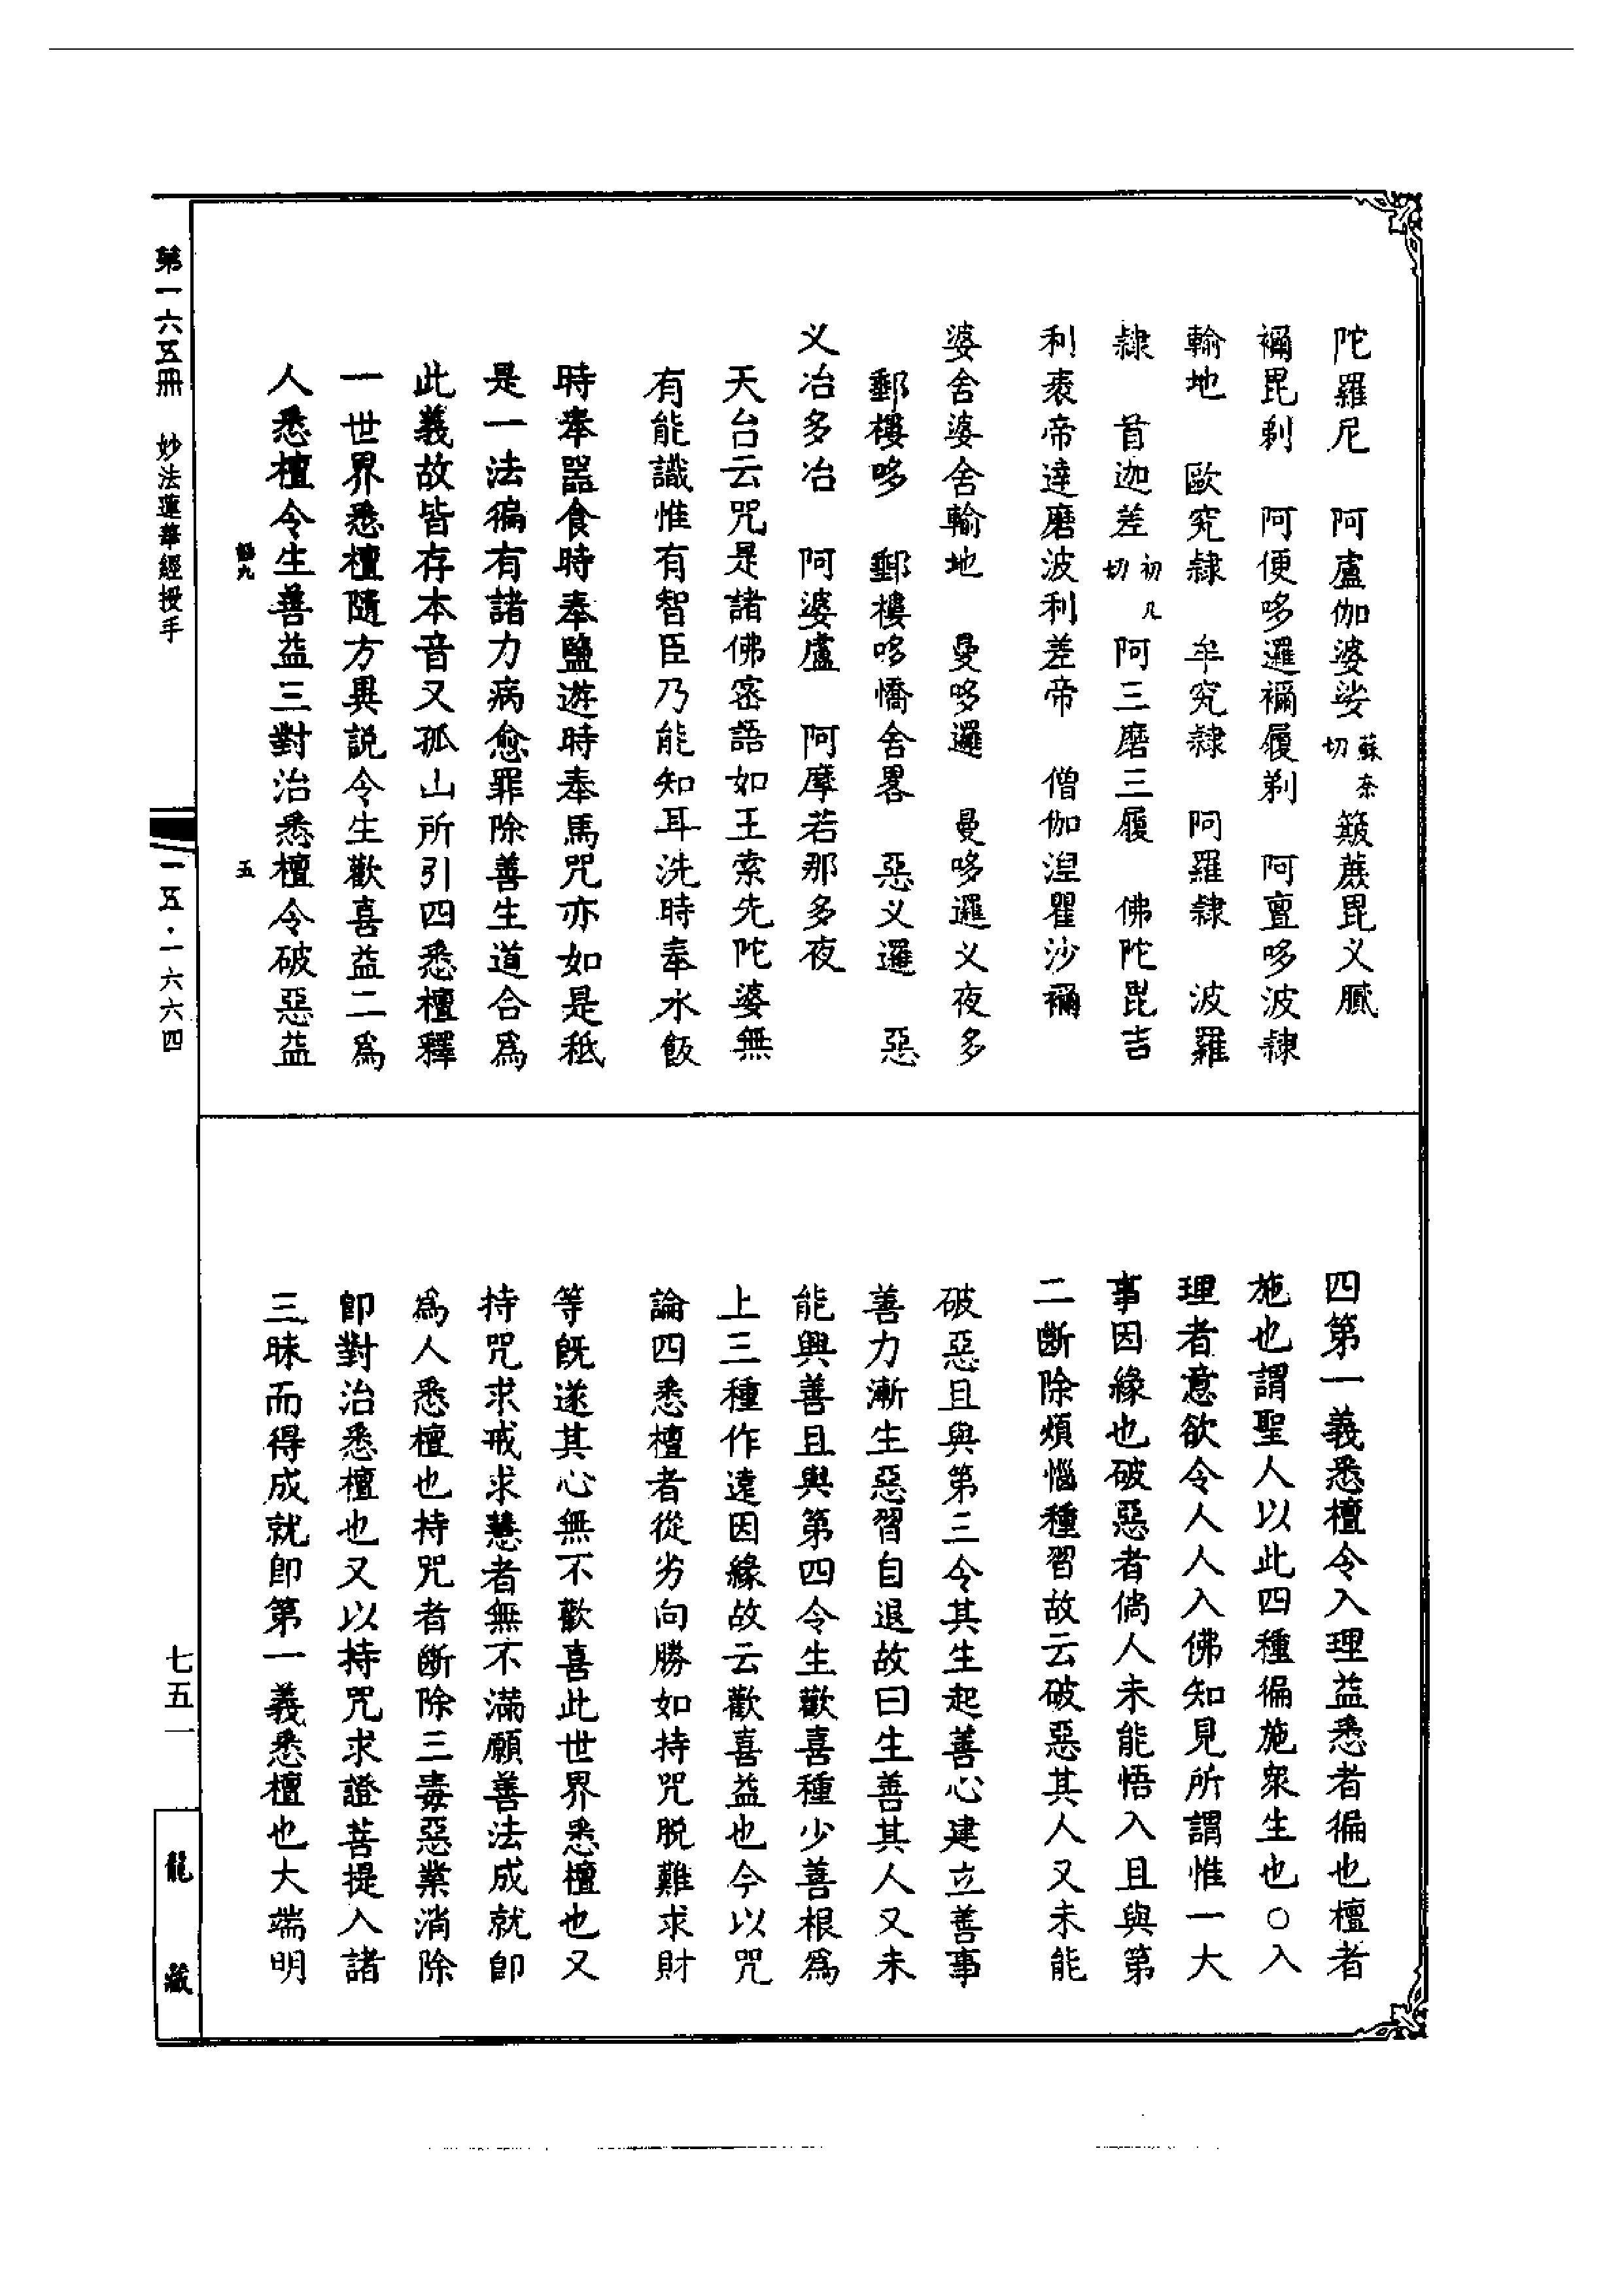 陀羅尼　阿盧伽婆娑蘇奈切簸蔗毘叉膩
禰毘剃　阿便哆邏禰履剃　阿亶哆波隸
輸地　歐究隸　牟究隸　阿羅隸　波羅
隸　首迦差初几切　阿三磨三履　佛陀毘吉
利袠帝達磨波利差帝　僧伽涅瞿沙禰
婆舍婆舍輸地　曼哆邏　曼哆邏叉夜多
郵樓哆　郵樓哆憍舍畧　惡叉邏　惡
叉冶多冶　阿婆盧　阿摩若那多夜
天台云咒是諸佛密語如王索先陀婆無
有能識惟有智臣乃能知耳洗時奉水飯
時奉器食時奉鹽遊時奉馬咒亦如是秖
是一法徧有諸力病愈罪除善生道合爲
此義故皆存本音又孤山所引四悉檀釋
一世界悉檀隨方異說令生歡喜益二爲
人悉檀令生善益三對治悉檀令破惡益
四第一義悉檀令入理益悉者徧也檀者
施也謂聖人以此四種徧施衆生也○入
理者意欲令人人入佛知見所謂惟一大
事因緣也破惡者倘人未能悟入且與第
二斷除煩惱種習故云破惡其人又未能
破惡且與第三令其生起善心建立善事
善力漸生惡習自退故曰生善其人又未
能興善且與第四令生歡喜種少善根爲
上三種作遠因緣故云歡喜益也今以咒
論四悉檀者從劣向勝如持咒脫難求財
等旣遂其心無不歡喜此世界悉檀也又
持咒求戒求慧者無不滿願善法成就卽
爲人悉檀也持咒者斷除三毒惡業消除
卽對治悉檀也又以持咒求證菩提入諸
三昧而得成就卽第一義悉檀也大端明
第一六五冊　妙法蓮華經授手
一五·一六六四
七五一
龍藏
九
五